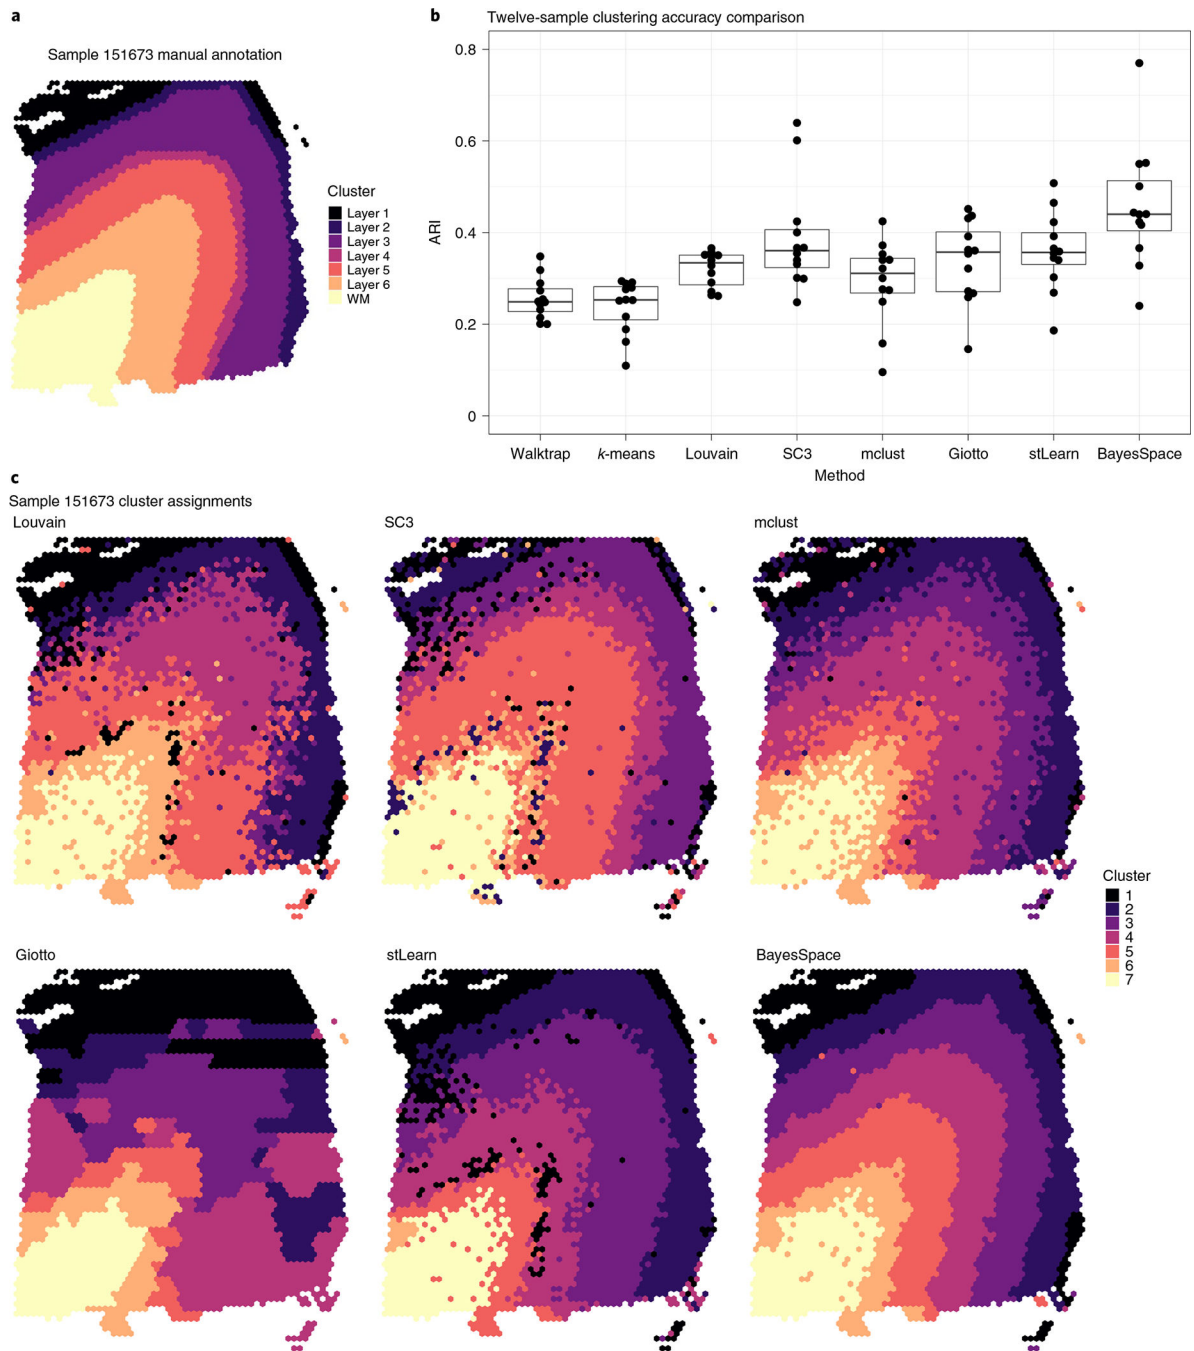 a
Sample 151673 manual annotation
Cluster
Layer 1
Layer 2
Layer 3
Layer 4
Layer 5
Layer 6
WM
b
Twelve-sample clustering accuracy comparison
0.8
0.6
0.4
0.2
0
ARI
Walktrap k-means Louvain SC3 mclust Giotto stLearn BayesSpace
Method
c
Sample 151673 cluster assignments
Louvain SC3 mclust
Giotto stLearn BayesSpace
Cluster
1
2
3
4
5
6
7